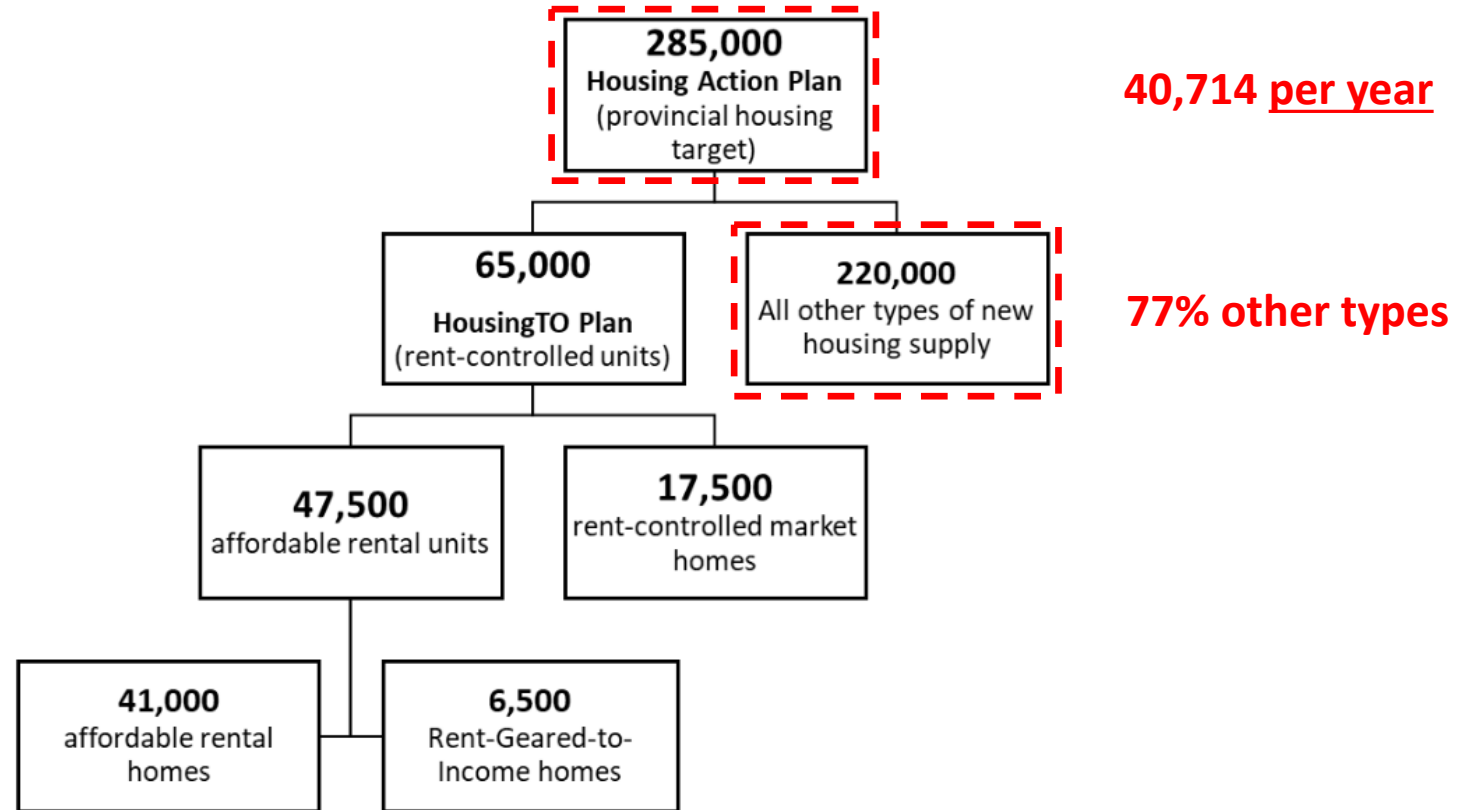 285,000
Housing Action Plan
(provincial housing
target)
40,714 per year
65,000
HousingTO Plan
(rent-controlled units)
220,000
All other types of new
housing supply
77% other types
47,500
affordable rental units
17,500
rent-controlled market
homes
41,000
affordable rental
homes
6,500
Rent-Geared-to-
Income homes